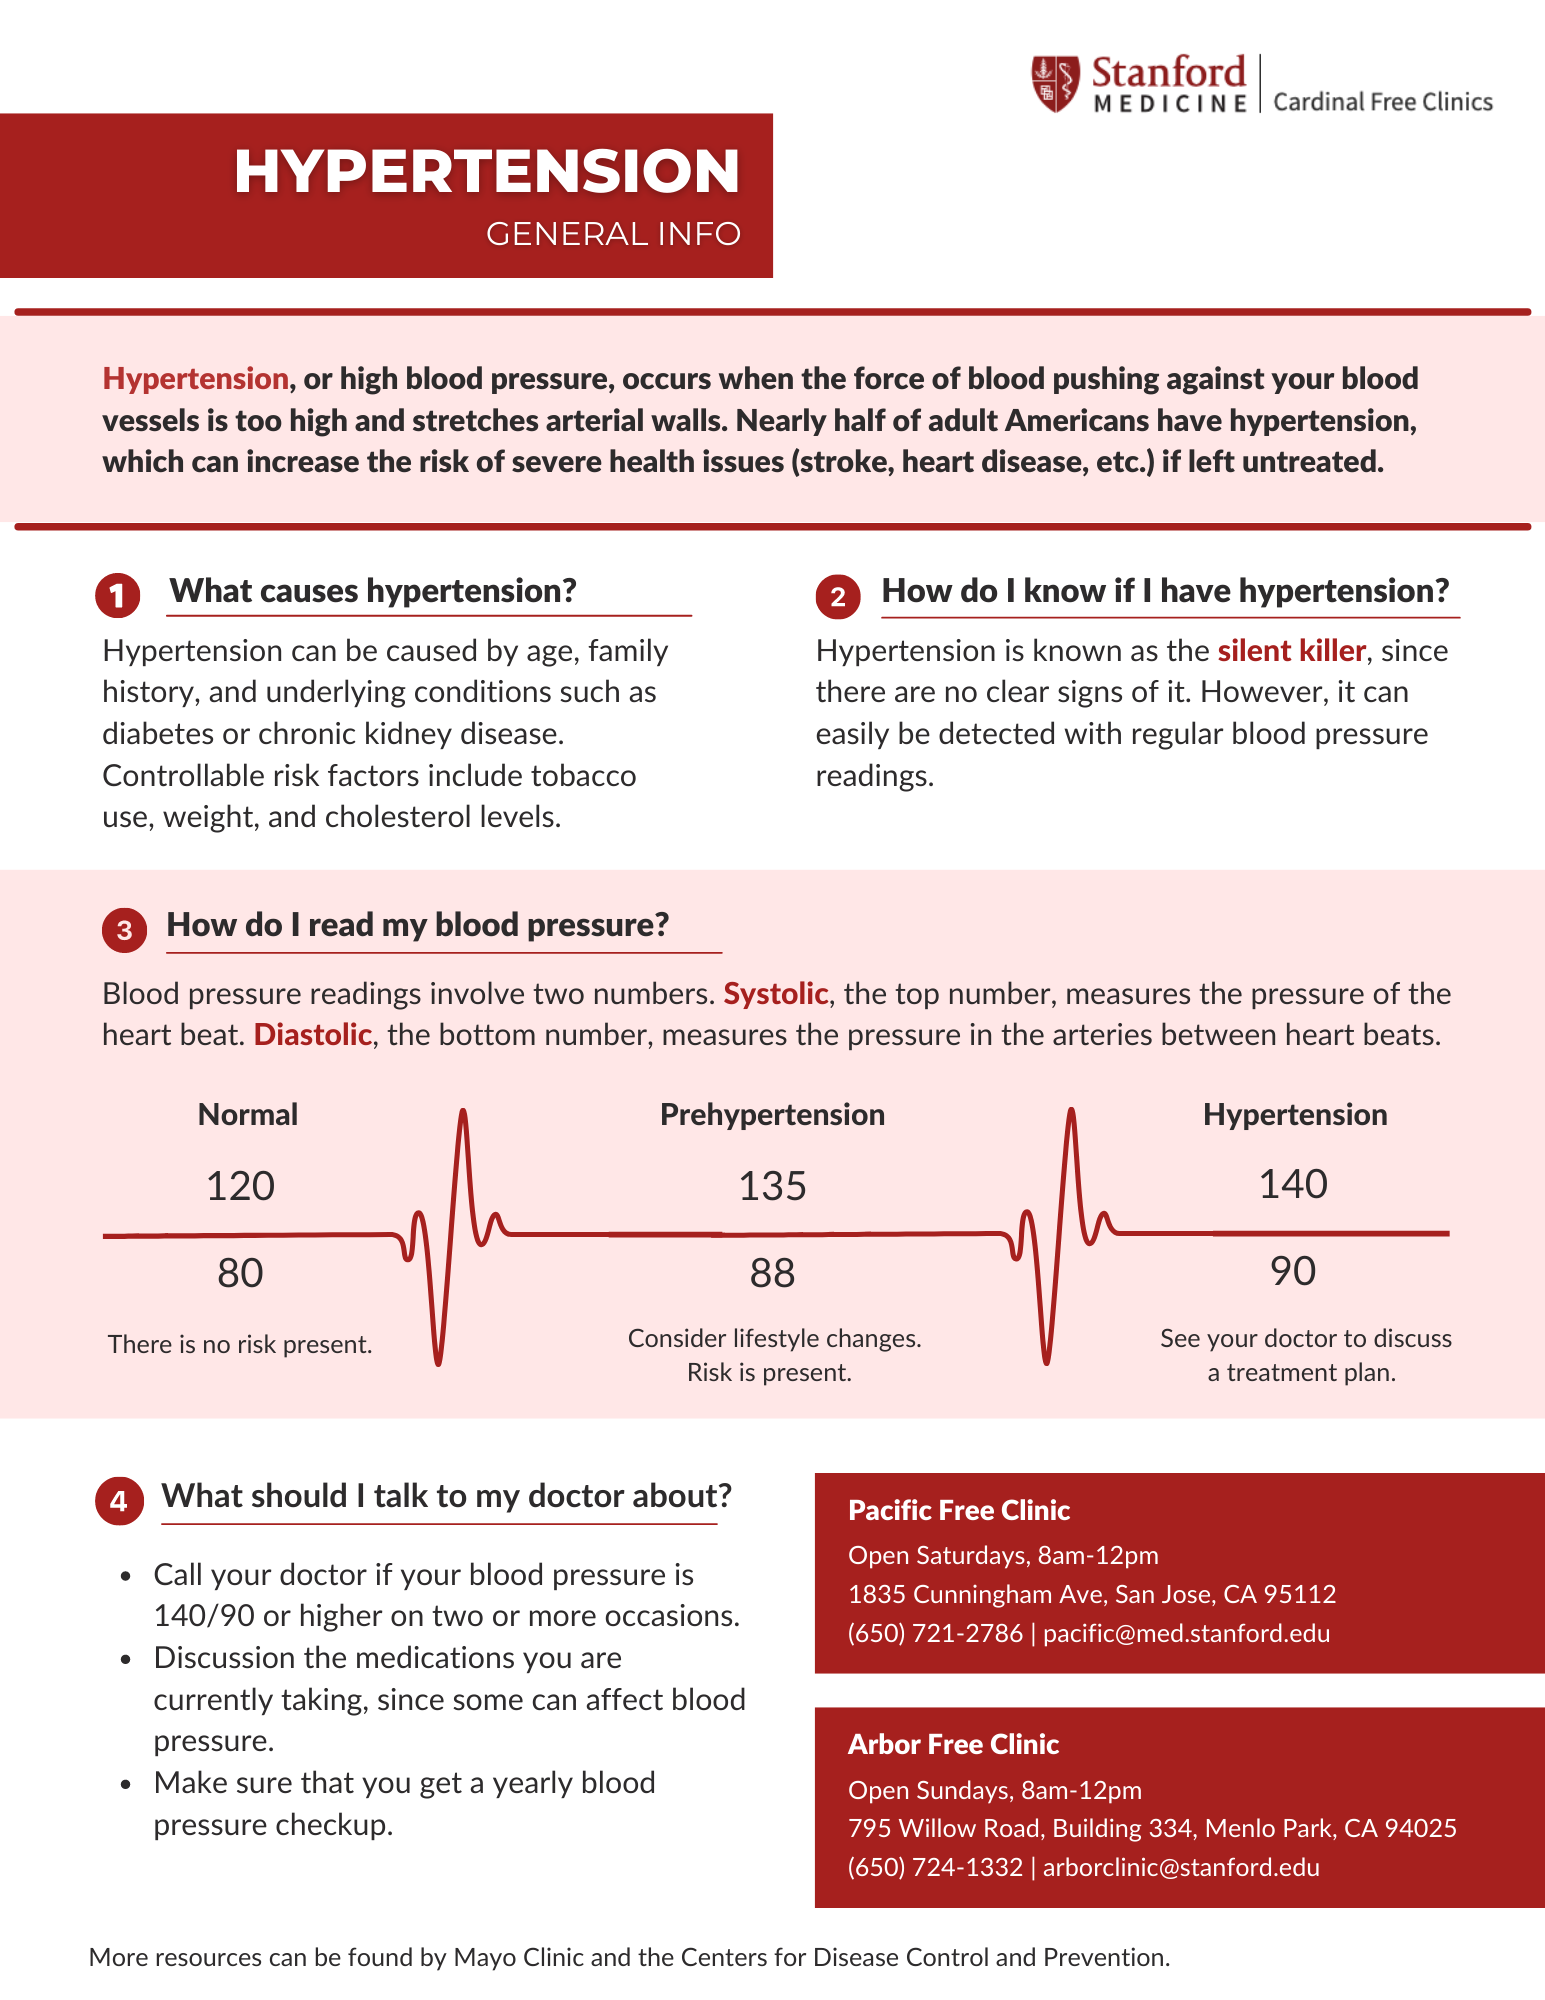 Stanford
MEDICINE
Cardinal Free Clinics
HYPERTENSION
GENERAL INFO
Hypertension, or high blood pressure, occurs when the force of blood pushing against your blood
vessels is too high and stretches arterial walls. Nearly half of adult Americans have hypertension,
which can increase the risk of severe health issues (stroke, heart disease, etc.) if left untreated.
1 What causes hypertension?
Hypertension can be caused by age, family
history, and underlying conditions such as
diabetes or chronic kidney disease.
Controllable risk factors include tobacco
use, weight, and cholesterol levels.
2 How do I know if I have hypertension?
Hypertension is known as the silent killer, since
there are no clear signs of it. However, it can
easily be detected with regular blood pressure
readings.
3 How do I read my blood pressure?
Blood pressure readings involve two numbers. Systolic, the top number, measures the pressure of the
heart beat. Diastolic, the bottom number, measures the pressure in the arteries between heart beats.
Normal
120
80
There is no risk present.
Prehypertension
135
88
Consider lifestyle changes.
Risk is present.
Hypertension
140
90
See your doctor to discuss
a treatment plan.
4 What should I talk to my doctor about?
• Call your doctor if your blood pressure is
140/90 or higher on two or more occasions.
• Discussion the medications you are
currently taking, since some can affect blood
pressure.
• Make sure that you get a yearly blood
pressure checkup.
Pacific Free Clinic
Open Saturdays, 8am-12pm
1835 Cunningham Ave, San Jose, CA 95112
(650) 721-2786 | pacific@med.stanford.edu
Arbor Free Clinic
Open Sundays, 8am-12pm
795 Willow Road, Building 334, Menlo Park, CA 94025
(650) 724-1332 | arborclinic@stanford.edu
More resources can be found by Mayo Clinic and the Centers for Disease Control and Prevention.